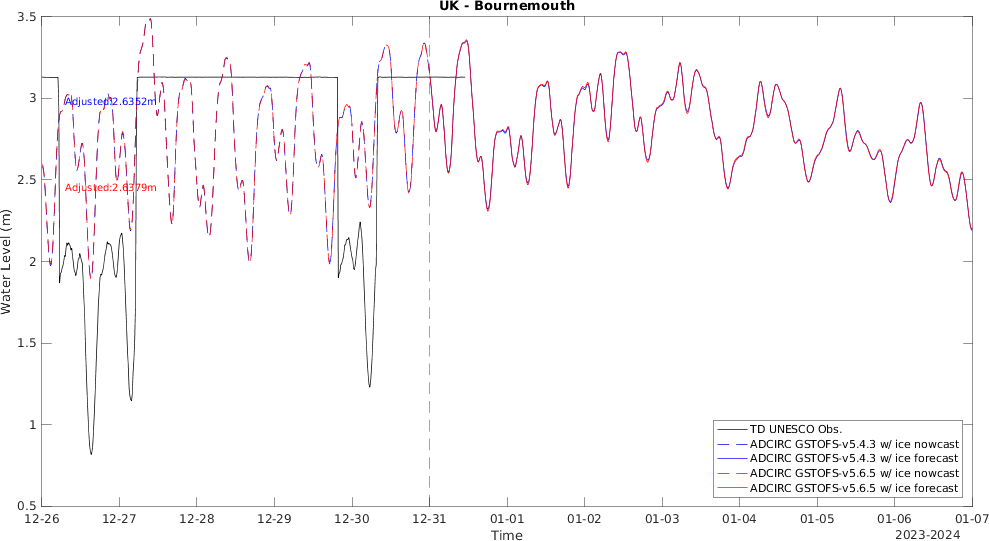 UK - Bournemouth
3.5
3
2.5
2
1.5
1
0.5
Water Level (m)
Adjusted:2.6352m
Adjusted:2.6379m
TD UNESCO Obs.
ADCIRC GSTOFS-v5.4.3 w/ ice nowcast
ADCIRC GSTOFS-v5.4.3 w/ ice forecast
ADCIRC GSTOFS-v5.6.5 w/ ice nowcast
ADCIRC GSTOFS-v5.6.5 w/ ice forecast
12-26 12-27 12-28 12-29 12-30 12-31 01-01 01-02 01-03 01-04 01-05 01-06 01-07
Time
2023-2024